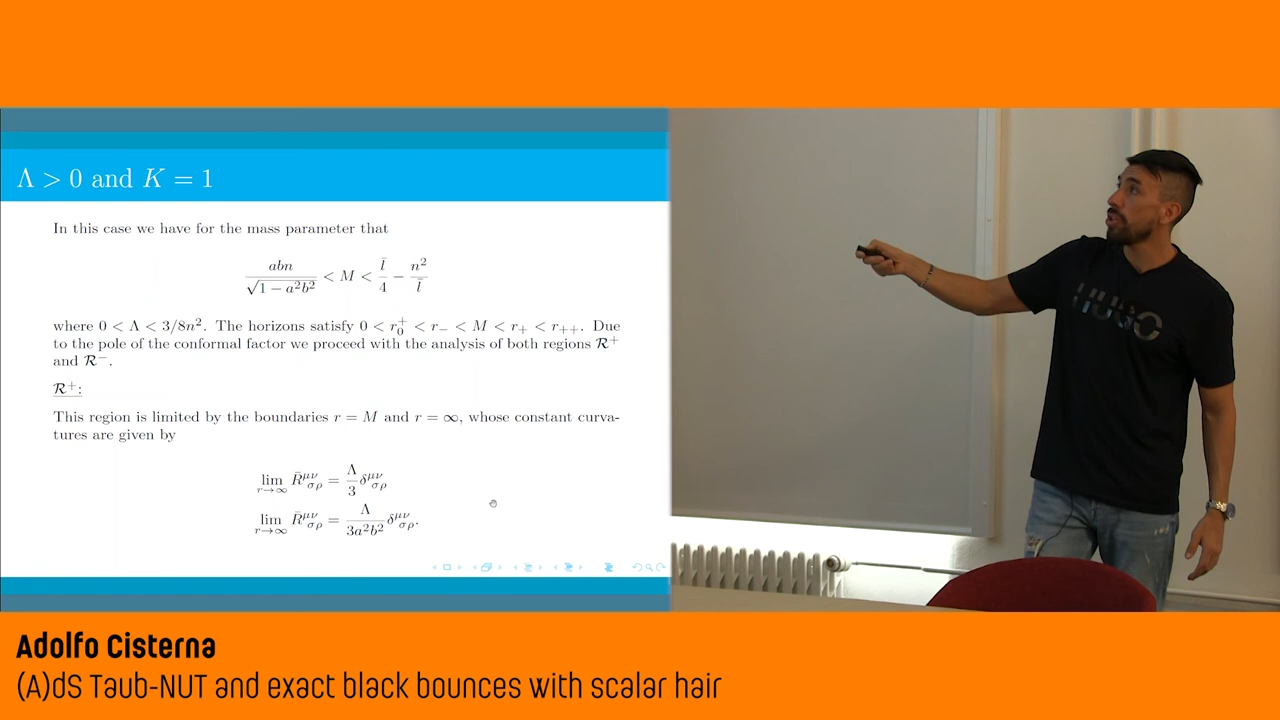 Λ > 0 and K = 1
In this case we have for the mass parameter that
abn / √(1 − a²b²) < M < l̄/4 − n²/l̄
where 0 < Λ < 3/8n². The horizons satisfy 0 < r₀⁺ < r₋ < M < r₊ < r₊₊. Due
to the pole of the conformal factor we proceed with the analysis of both regions ℛ⁺
and ℛ⁻.
ℛ⁺:
This region is limited by the boundaries r = M and r = ∞, whose constant curva-
tures are given by
lim r→∞ R̄^{μν}_{σρ} = Λ/3 δ^{μν}_{σρ}
lim r→∞ R̄^{μν}_{σρ} = Λ/3a²b² δ^{μν}_{σρ}.
HUGO
Adolfo Cisterna
(A)dS Taub-NUT and exact black bounces with scalar hair